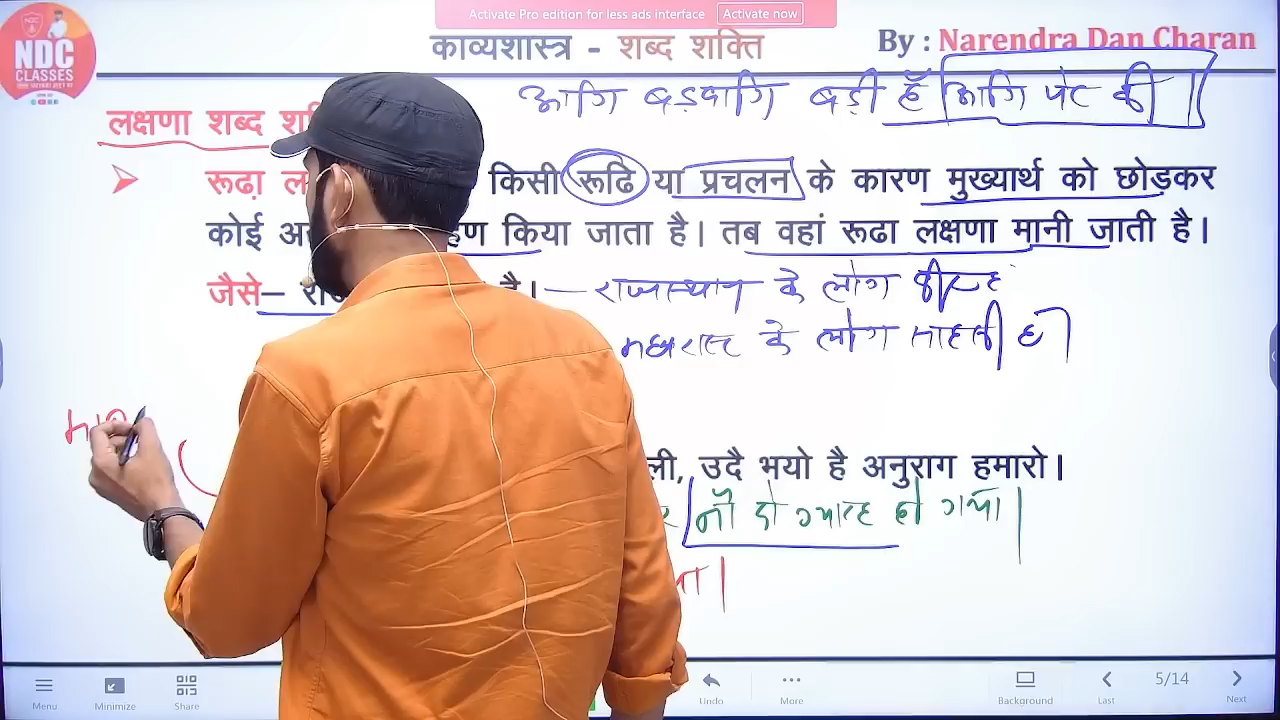 Activate Pro edition for less ads interface Activate now
NDC
CLASSES
काव्यशास्त्र - शब्द शक्ति
By : Narendra Dan Charan
आगि बड़वागि बड़ी है आगि पेट की
लक्षणा शब्द
किसी रूढि या प्रचलन के कारण मुख्यार्थ को छोड़कर
कोई किया जाता है। तब वहां रूढा लक्षणा मानी जाती है।
जैसे– है। — राजस्थान के लोग
के लोग साहसी है।
उदै भयो है अनुराग हमारो।
नौ दो ग्यारह हो गया।
Menu
Minimize
Share
Undo
More
Background
Last
5/14
Next